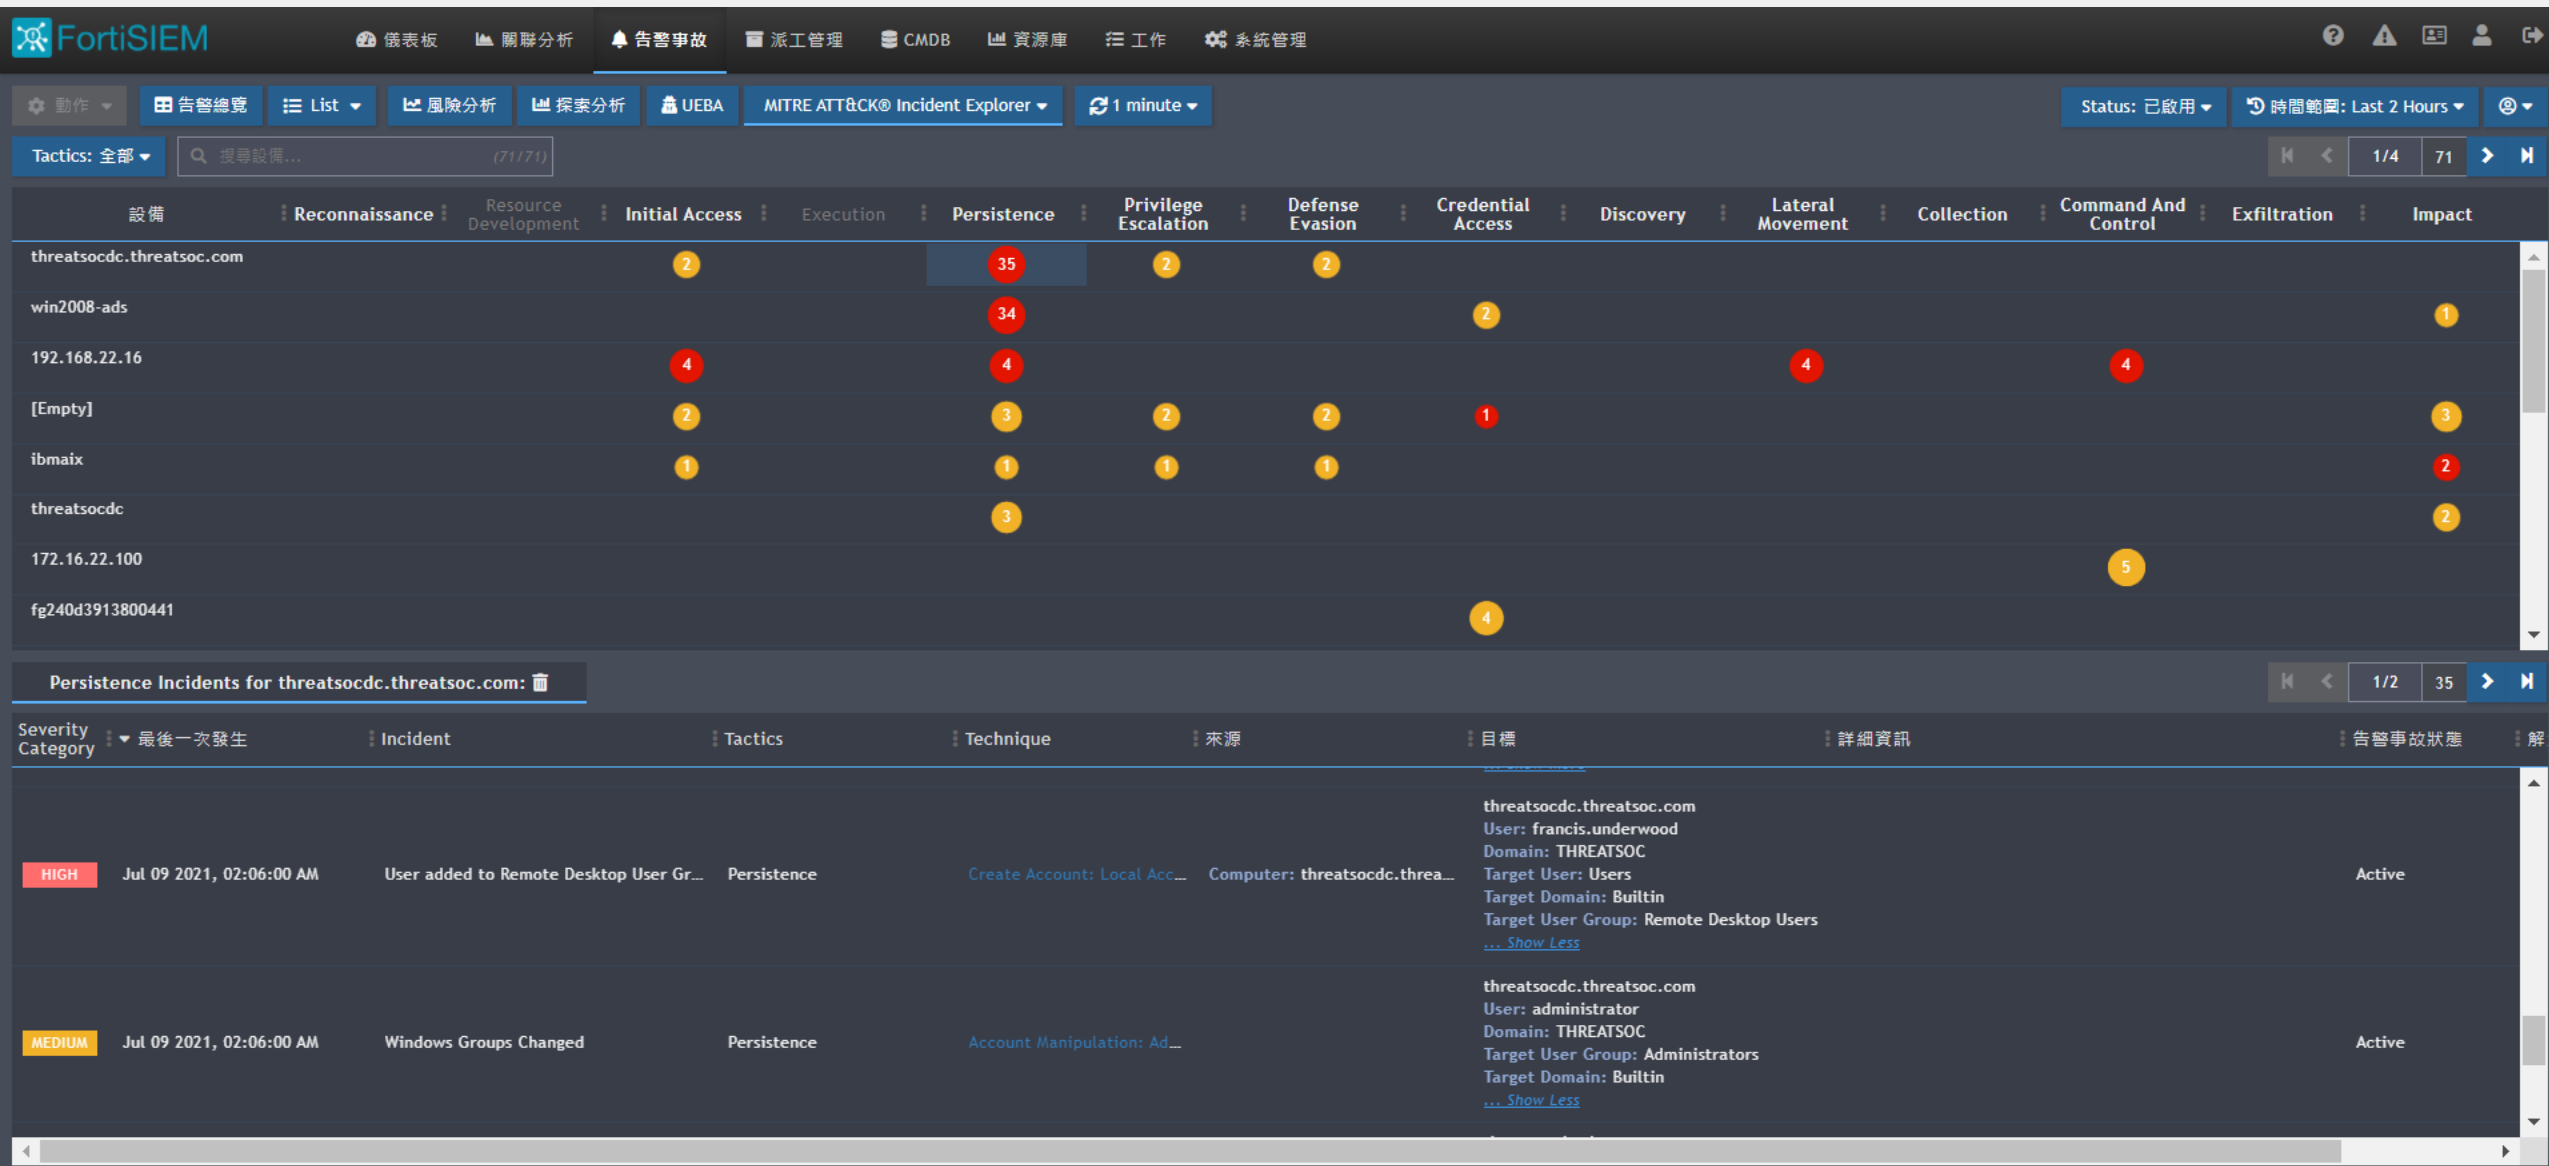 FortiSIEM
儀表板 關聯分析 告警事故 派工管理 CMDB 資源庫 工作 系統管理
動作 告警總覽 List 風險分析 探索分析 UEBA MITRE ATT&CK® Incident Explorer 1 minute Status: 已啟用 時間範圍: Last 2 Hours
Tactics: 全部 搜尋設備... (71/71) 1/4 71
設備 Reconnaissance Resource Development Initial Access Execution Persistence Privilege Escalation Defense Evasion Credential Access Discovery Lateral Movement Collection Command And Control Exfiltration Impact
threatsocdc.threatsoc.com 2 35 2 2
win2008-ads 34 2 1
192.168.22.16 4 4 4 4
[Empty] 2 3 2 2 1 3
ibmaix 1 1 1 1 2
threatsocdc 3 2
172.16.22.100 5
fg240d3913800441 4
Persistence Incidents for threatsocdc.threatsoc.com: 1/2 35
Severity Category 最後一次發生 Incident Tactics Technique 來源 目標 詳細資訊 告警事故狀態 解
threatsocdc.threatsoc.com
User: francis.underwood
Domain: THREATSOC
HIGH Jul 09 2021, 02:06:00 AM User added to Remote Desktop User Gr... Persistence Create Account: Local Acc... Computer: threatsocdc.threa... Target User: Users Active
Target Domain: Builtin
Target User Group: Remote Desktop Users
... Show Less
threatsocdc.threatsoc.com
User: administrator
Domain: THREATSOC
MEDIUM Jul 09 2021, 02:06:00 AM Windows Groups Changed Persistence Account Manipulation: Ad... Active
Target User Group: Administrators
Target Domain: Builtin
... Show Less